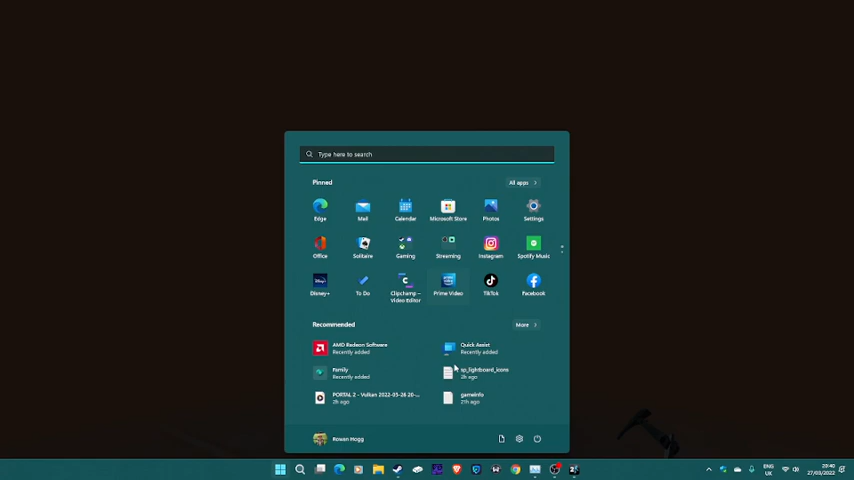 Type here to search
Pinned
All apps
Edge
Mail
Calendar
Microsoft Store
Photos
Settings
Office
Solitaire
Gaming
Streaming
Instagram
Spotify Music
Disney+
To Do
Clipchamp –
Video Editor
Prime Video
TikTok
Facebook
Recommended
More
AMD Radeon Software
Recently added
Quick Assist
Recently added
Family
Recently added
sp_lightboard_icons
2h ago
PORTAL 2 - Vulkan 2022-05-26 20-...
2h ago
gameinfo
21h ago
Rowen Hogg
ENG
UK
20:40
27/05/2022